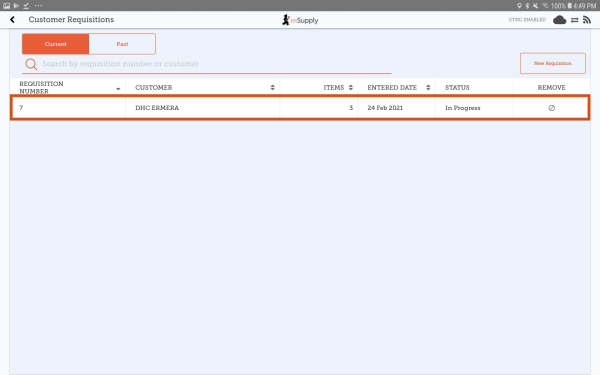 100% 4:49 PM
Customer Requisitions
mSupply
SYNC ENABLED
Current
Past
Search by requisition number or customer
New Requisition
REQUISITION
NUMBER
CUSTOMER
ITEMS
ENTERED DATE
STATUS
REMOVE
7
DHC ERMERA
3
24 Feb 2021
In Progress